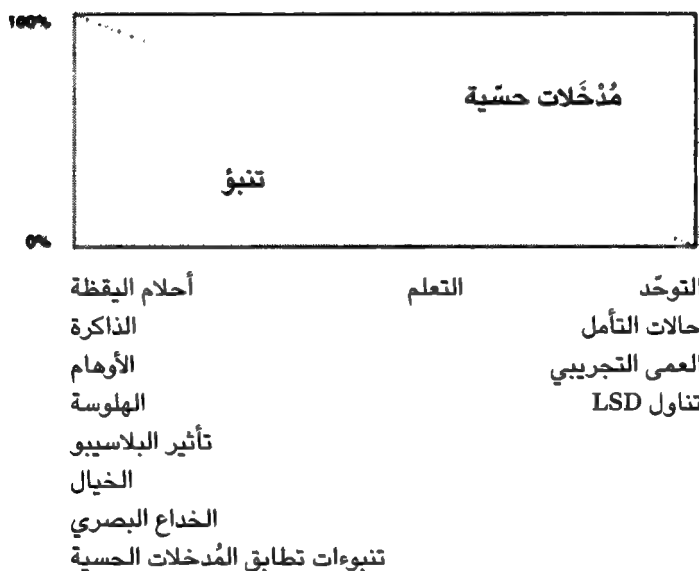 100%
مُدْخَلات حسّية
تنبؤ
0%
التوحّد التعلم أحلام اليقظة
حالات التأمل الذاكرة
العمى التجريبي الأوهام
تناول LSD الهلوسة
تأثير البلاسيبو
الخيال
الخداع البصري
تنبوءات تطابق المُدخلات الحسية